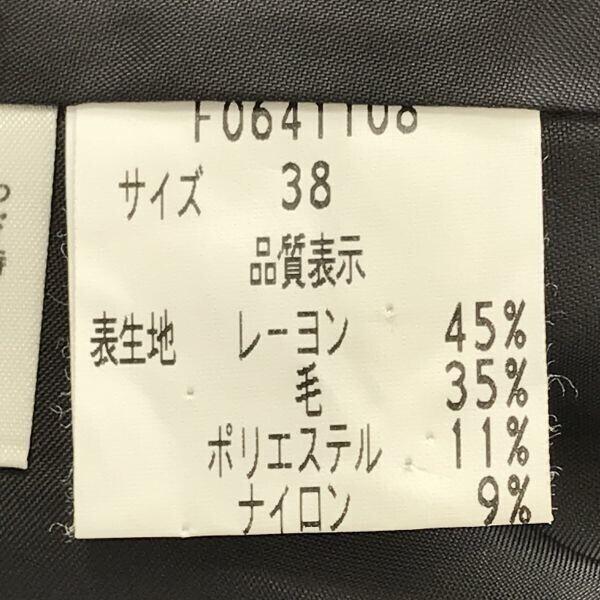 F0641108
サイズ 38
品質表示
表生地 レーヨン 45%
毛 35%
ポリエステル 11%
ナイロン 9%